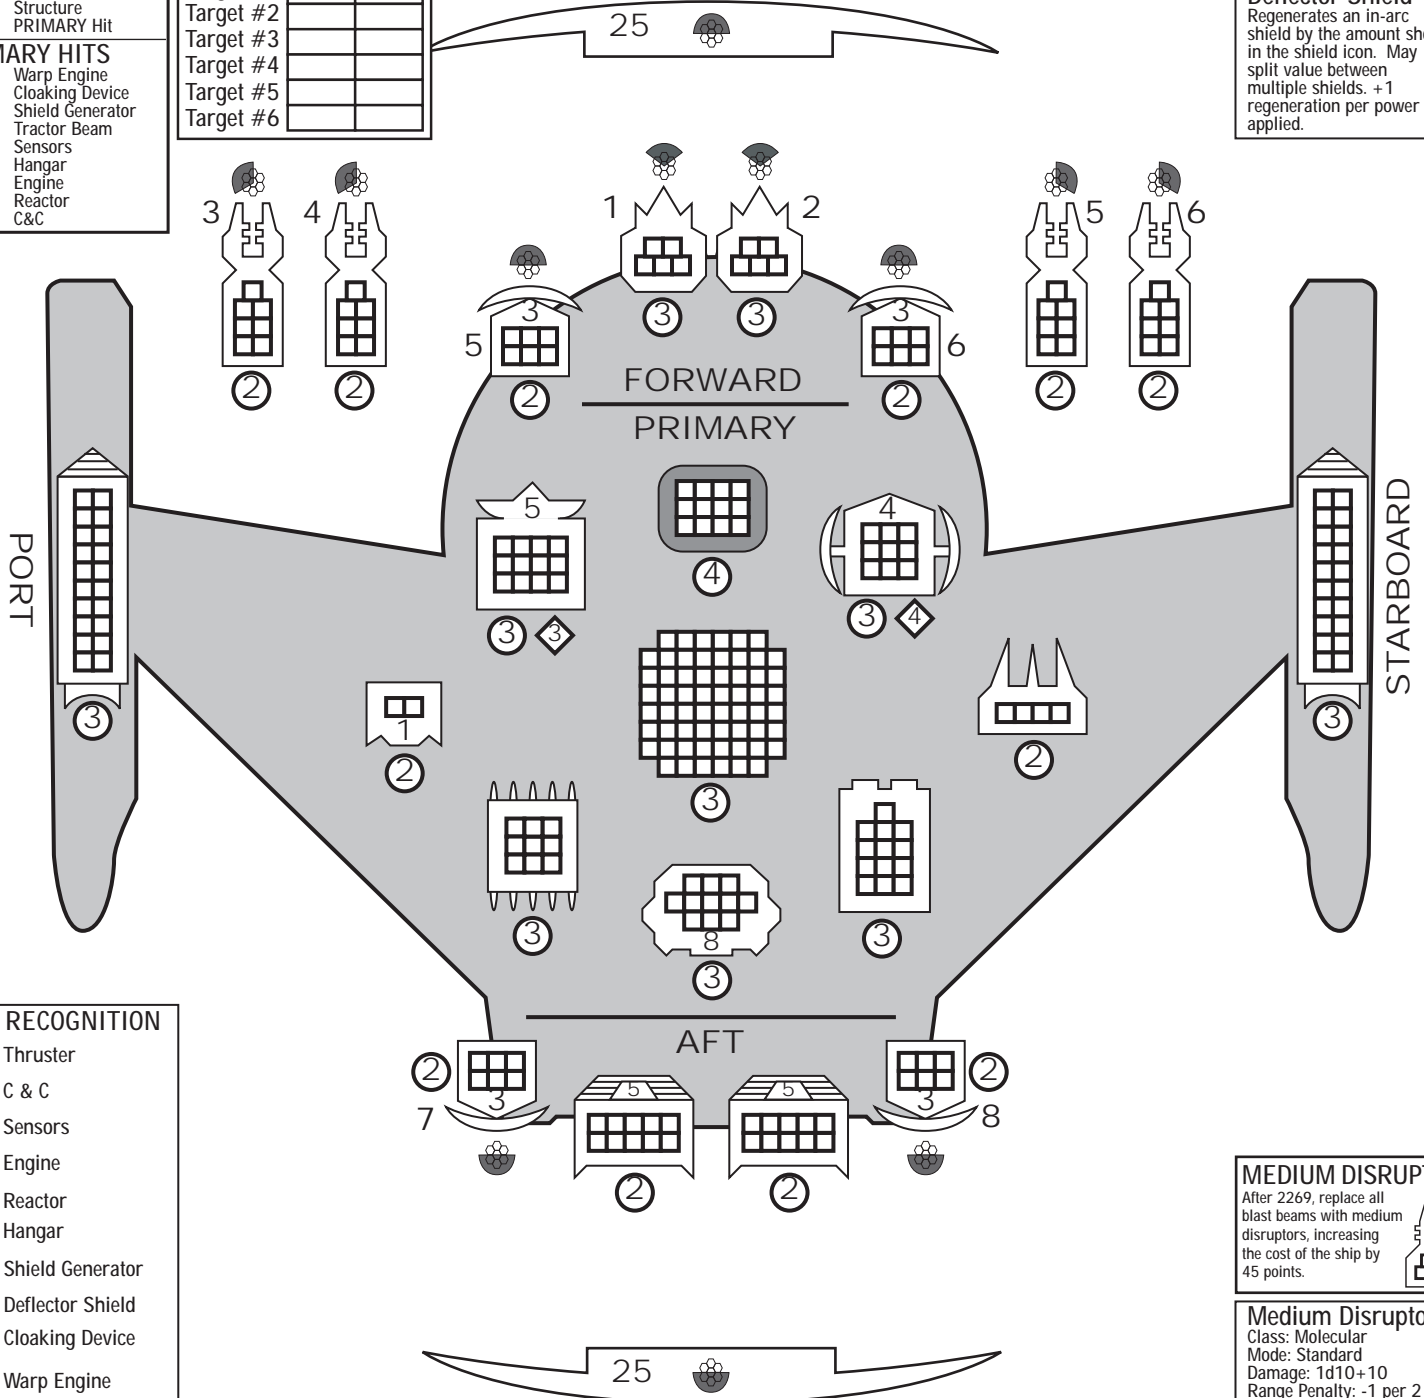 Structure
PRIMARY Hit
MARY HITS
Warp Engine
Cloaking Device
Shield Generator
Tractor Beam
Sensors
Hangar
Engine
Reactor
C&C
Target #2
Target #3
Target #4
Target #5
Target #6
25
Deflector Shield
Regenerates an in-arc
shield by the amount
in the shield icon. May
split value between
multiple shields. +1
regeneration per power
applied.
3
4
1
2
5
6
2
2
3
3
2
2
5
3
2
3
6
2
FORWARD
PRIMARY
PORT
STARBOARD
5
3
3
4
4
3
4
3
3
1
2
3
2
3
8
3
3
AFT
2
3
7
5
2
5
2
3
8
2
25
RECOGNITION
Thruster
C & C
Sensors
Engine
Reactor
Hangar
Shield Generator
Deflector Shield
Cloaking Device
Warp Engine
MEDIUM DISRUPT
After 2269, replace all
blast beams with medium
disruptors, increasing
the cost of the ship by
45 points.
Medium Disrupto
Class: Molecular
Mode: Standard
Damage: 1d10+10
Range Penalty: -1 per 2